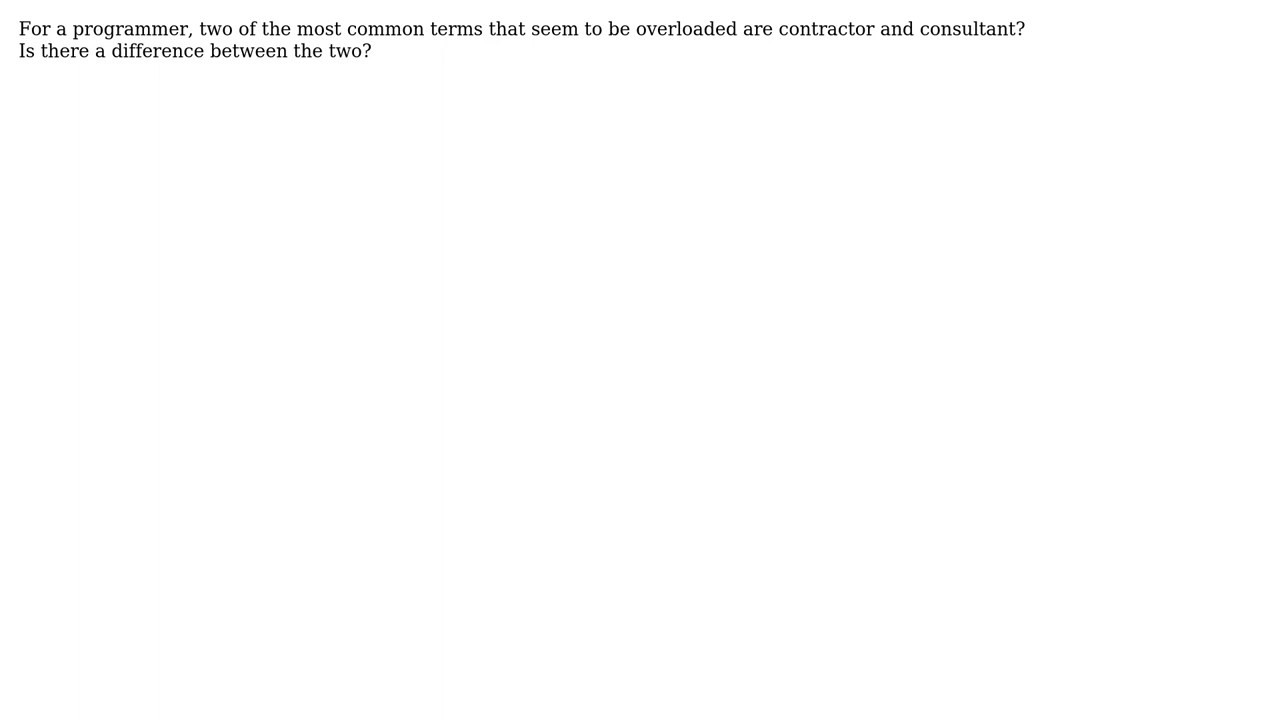 For a programmer, two of the most common terms that seem to be overloaded are contractor and consultant?
Is there a difference between the two?